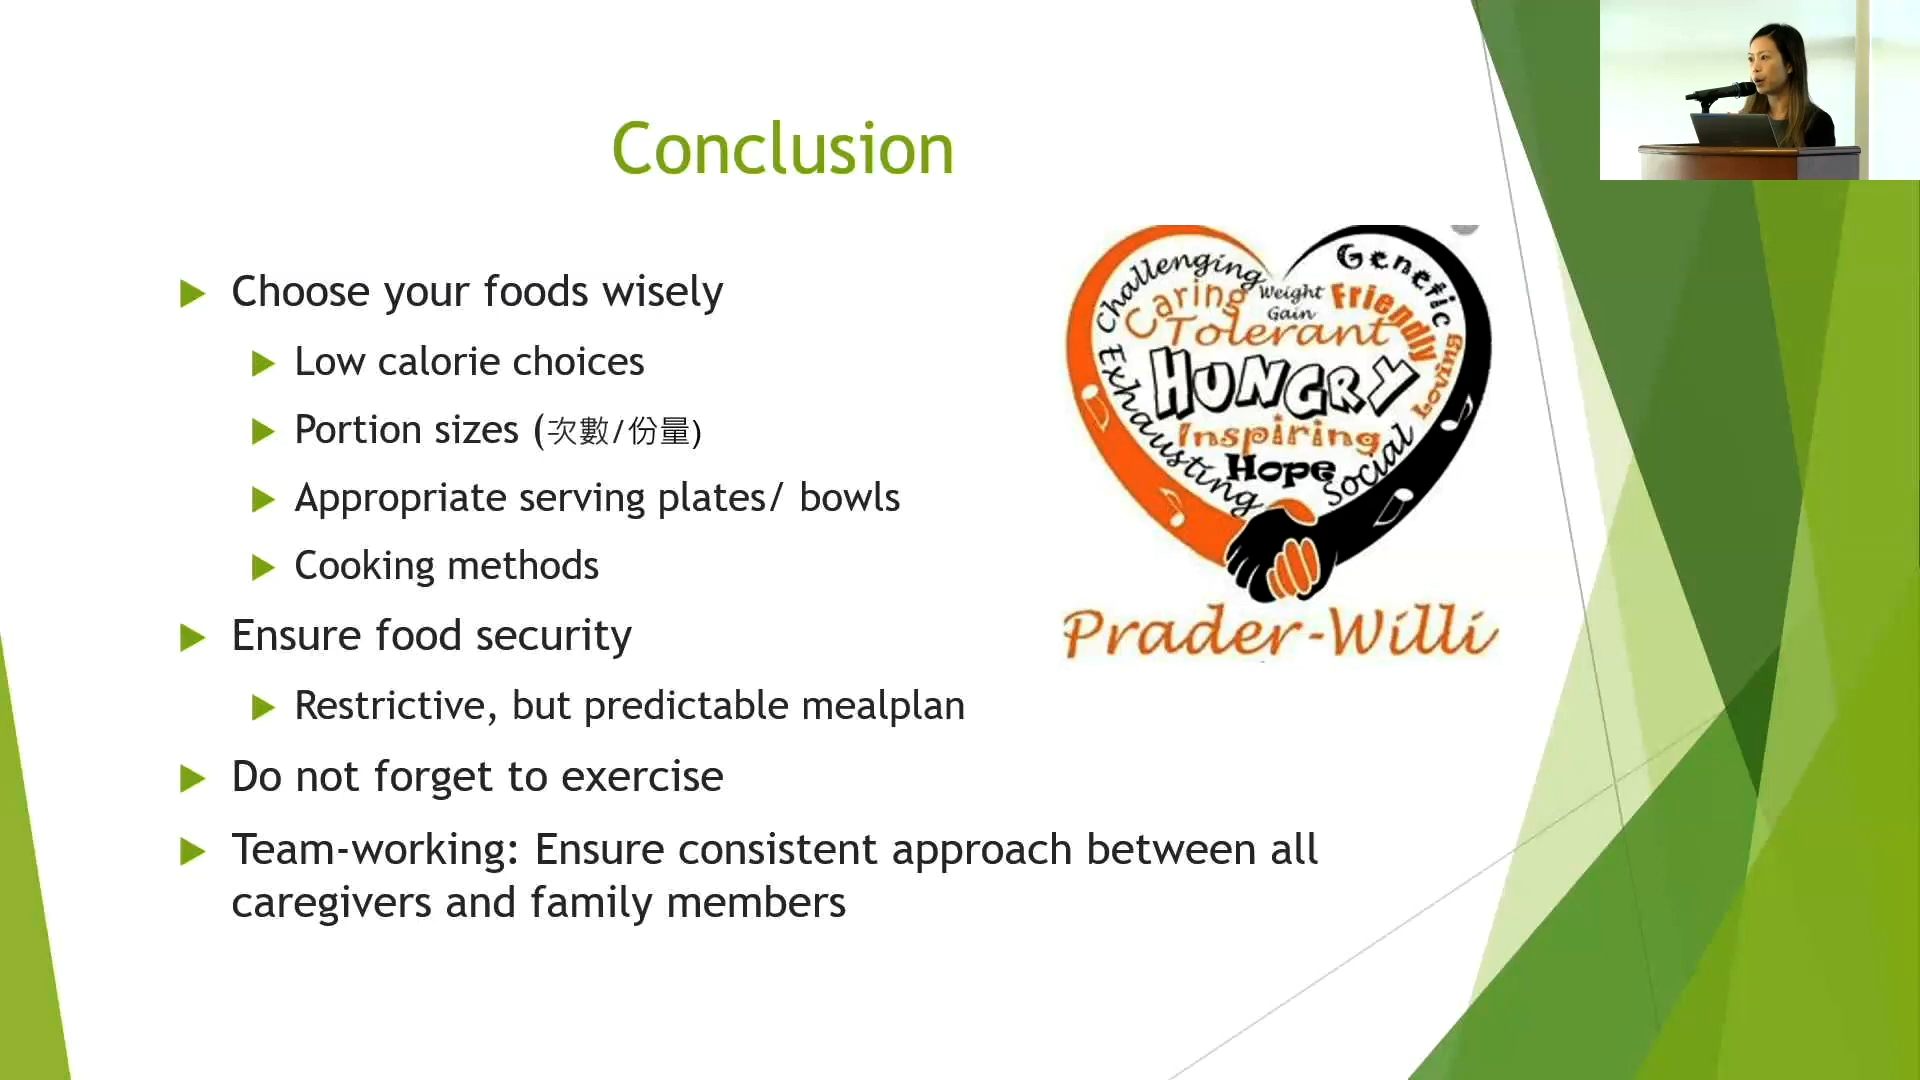 Conclusion
Choose your foods wisely
Low calorie choices
Portion sizes (次數/份量)
Appropriate serving plates/ bowls
Cooking methods
Ensure food security
Restrictive, but predictable mealplan
Do not forget to exercise
Team-working: Ensure consistent approach between all
caregivers and family members
Challenging
Genetic
Caring
Weight
Gain
Friendly
Tolerant
Loving
Exhausting
HUNGRY
Inspiring
Hope
Social
Prader-Willi